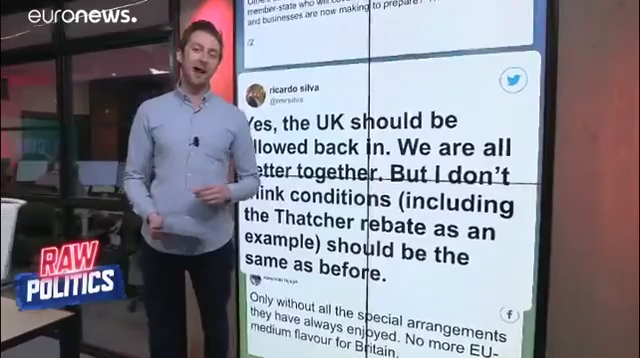 euronews.
member-state who will
and businesses are now making to prepare?
/2
ricardo silva
@rmrsilva
Yes, the UK should be
allowed back in. We are all
better together. But I don't
think conditions (including
the Thatcher rebate as an
example) should be the
same as before.
Only without all the special arrangements
they have always enjoyed. No more EU-
medium flavour for Britain.
RAW
POLITICS